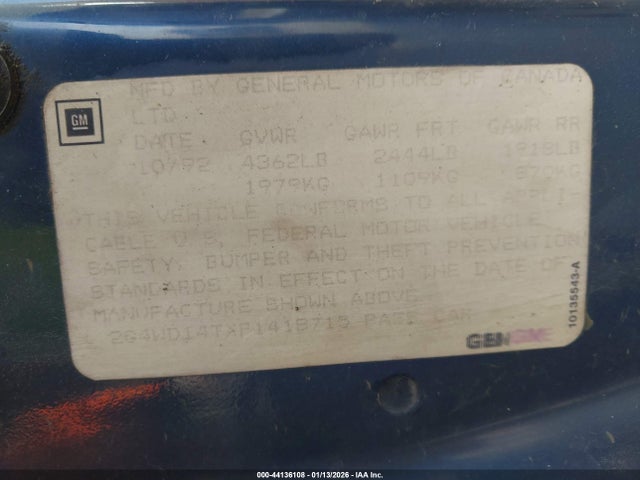 MFD BY GENERAL MOTORS OF CANADA
GM
LTD
DATE GVWR GAWR FRT GAWR RR
10/92 4362LB 2444LB 1918LB
1979KG 1109KG 870KG
THIS VEHICLE CONFORMS TO ALL APPLI-
CABLE U.S. FEDERAL MOTOR VEHICLE
SAFETY, BUMPER AND THEFT PREVENTION
STANDARDS IN EFFECT ON THE DATE OF
MANUFACTURE SHOWN ABOVE
PASS CAR
GENUINE
10135543-A
000-44136108 - 01/13/2026 - IAA Inc.